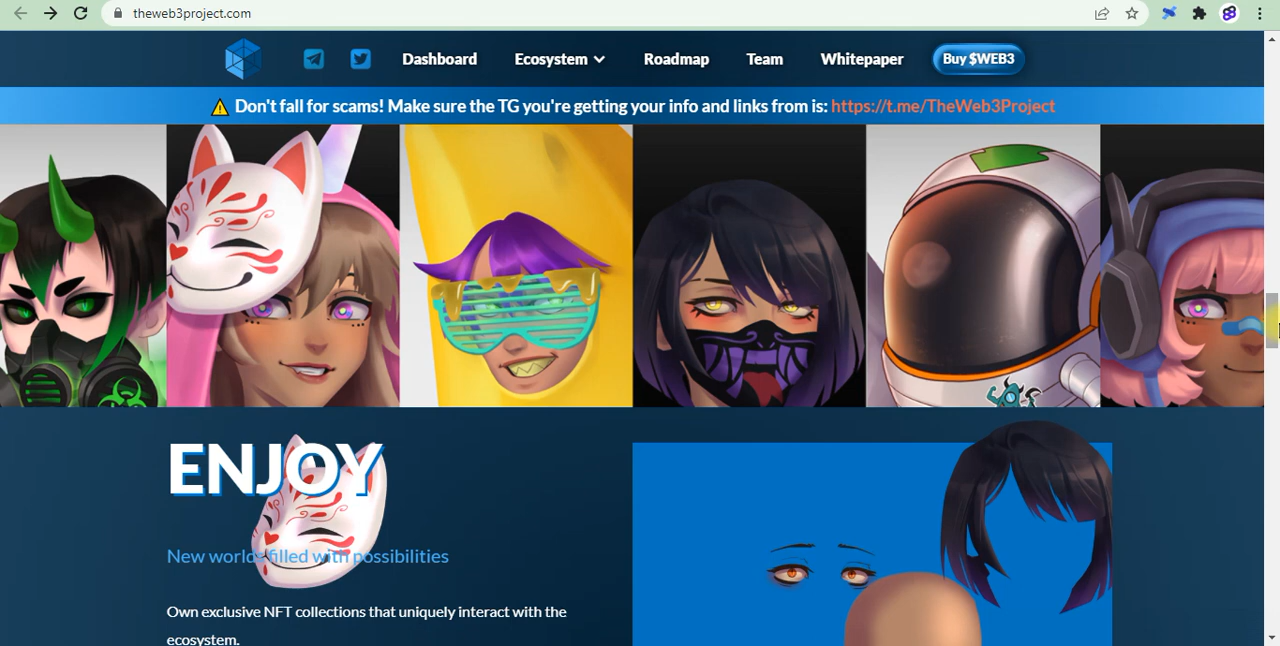 theweb3project.com
Dashboard Ecosystem Roadmap Team Whitepaper Buy $WEB3
Don't fall for scams! Make sure the TG you're getting your info and links from is: https://t.me/TheWeb3Project
ENJOY
New worlds filled with possibilities
Own exclusive NFT collections that uniquely interact with the
ecosystem.